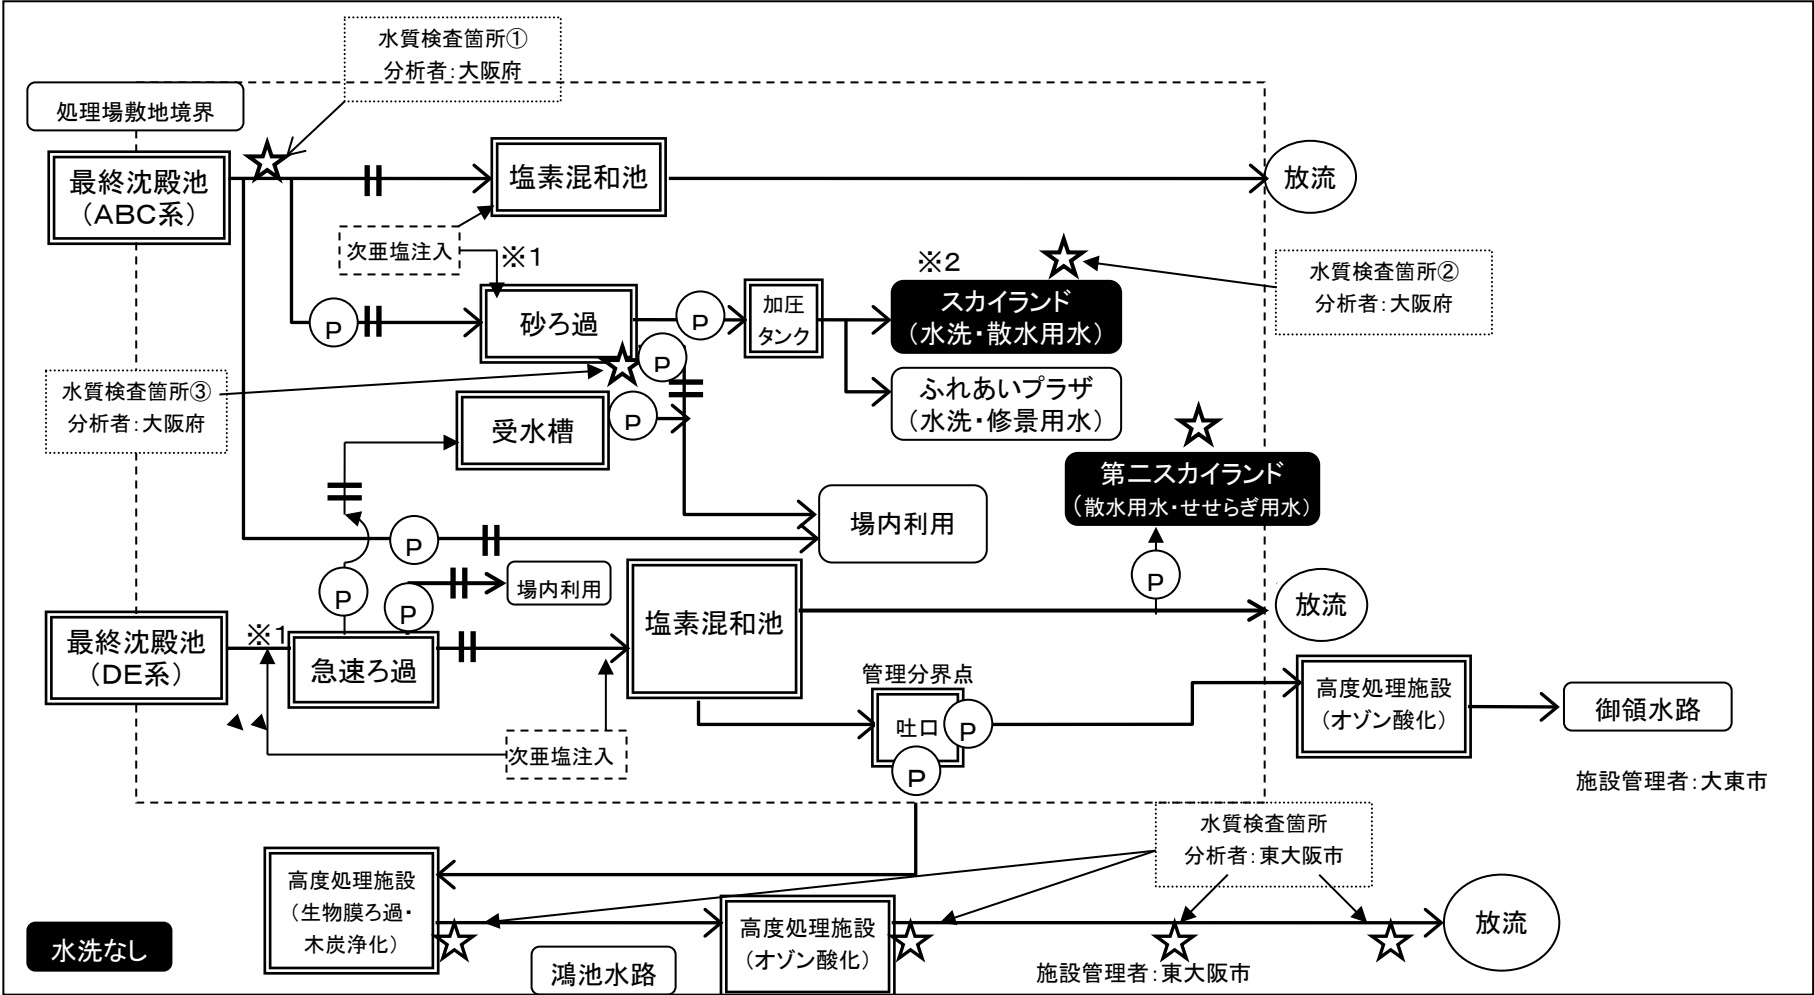 水質検査箇所①
分析者：大阪府
処理場敷地境界
最終沈殿池
（ABC系）
塩素混和池
放流
次亜塩注入
※1
※2
水質検査箇所②
分析者：大阪府
P
砂ろ過
P
加圧
タンク
スカイランド
（水洗・散水用水）
P
水質検査箇所③
分析者：大阪府
ふれあいプラザ
（水洗・修景用水）
受水槽
P
第二スカイランド
（散水用水・せせらぎ用水）
場内利用
P
P
P
場内利用
P
放流
最終沈殿池
（DE系）
※1
急速ろ過
塩素混和池
管理分界点
吐口
P
P
高度処理施設
（オゾン酸化）
御領水路
次亜塩注入
施設管理者：大東市
水質検査箇所
分析者：東大阪市
高度処理施設
（生物膜ろ過・
木炭浄化）
高度処理施設
（オゾン酸化）
放流
水洗なし
鴻池水路
施設管理者：東大阪市